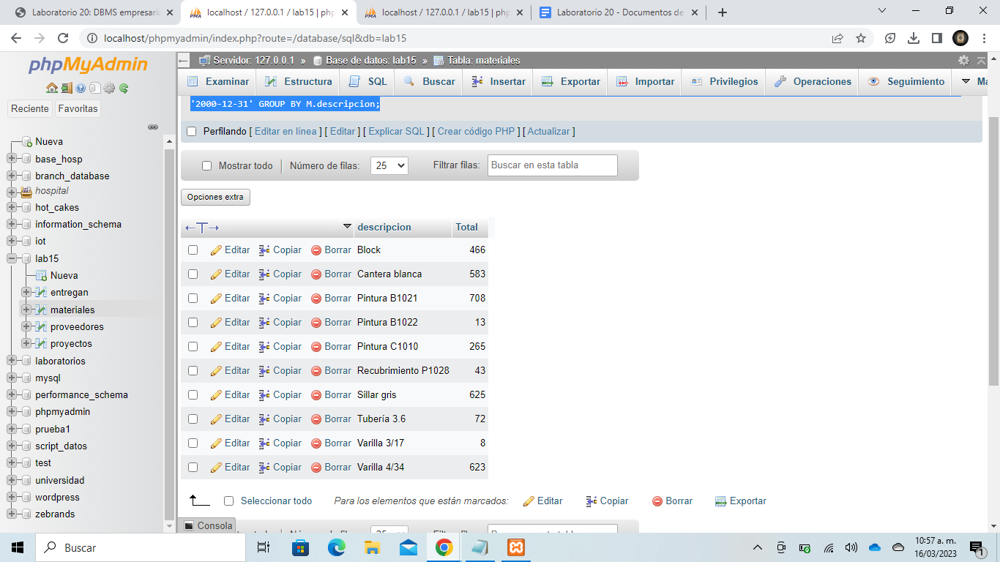 Laboratorio 20: DBMS empresaria
localhost / 127.0.0.1 / lab15 | php
localhost / 127.0.0.1 / lab15 | php
Laboratorio 20 - Documentos de
localhost/phpmyadmin/index.php?route=/database/sql&db=lab15
phpMyAdmin
Reciente
Favoritas
Nueva
base_hosp
branch_database
hospital
hot_cakes
information_schema
iot
lab15
Nueva
entregan
materiales
proveedores
proyectos
laboratorios
mysql
performance_schema
phpmyadmin
prueba1
script_datos
test
universidad
wordpress
zebrands
Servidor: 127.0.0.1 » Base de datos: lab15 » Tabla: materiales
Examinar Estructura SQL Buscar Insertar Exportar Importar Privilegios Operaciones Seguimiento Má
'2000-12-31' GROUP BY M.descripcion;
Perfilando [ Editar en línea ] [ Editar ] [ Explicar SQL ] [ Crear código PHP ] [ Actualizar ]
Mostrar todo Número de filas: 25 Filtrar filas: Buscar en esta tabla
Opciones extra
←T→ descripcion Total
Editar Copiar Borrar Block 466
Editar Copiar Borrar Cantera blanca 583
Editar Copiar Borrar Pintura B1021 708
Editar Copiar Borrar Pintura B1022 13
Editar Copiar Borrar Pintura C1010 265
Editar Copiar Borrar Recubrimiento P1028 43
Editar Copiar Borrar Sillar gris 625
Editar Copiar Borrar Tubería 3.6 72
Editar Copiar Borrar Varilla 3/17 8
Editar Copiar Borrar Varilla 4/34 623
Seleccionar todo Para los elementos que están marcados: Editar Copiar Borrar Exportar
Consola
Buscar
10:57 a. m.
16/03/2023
1